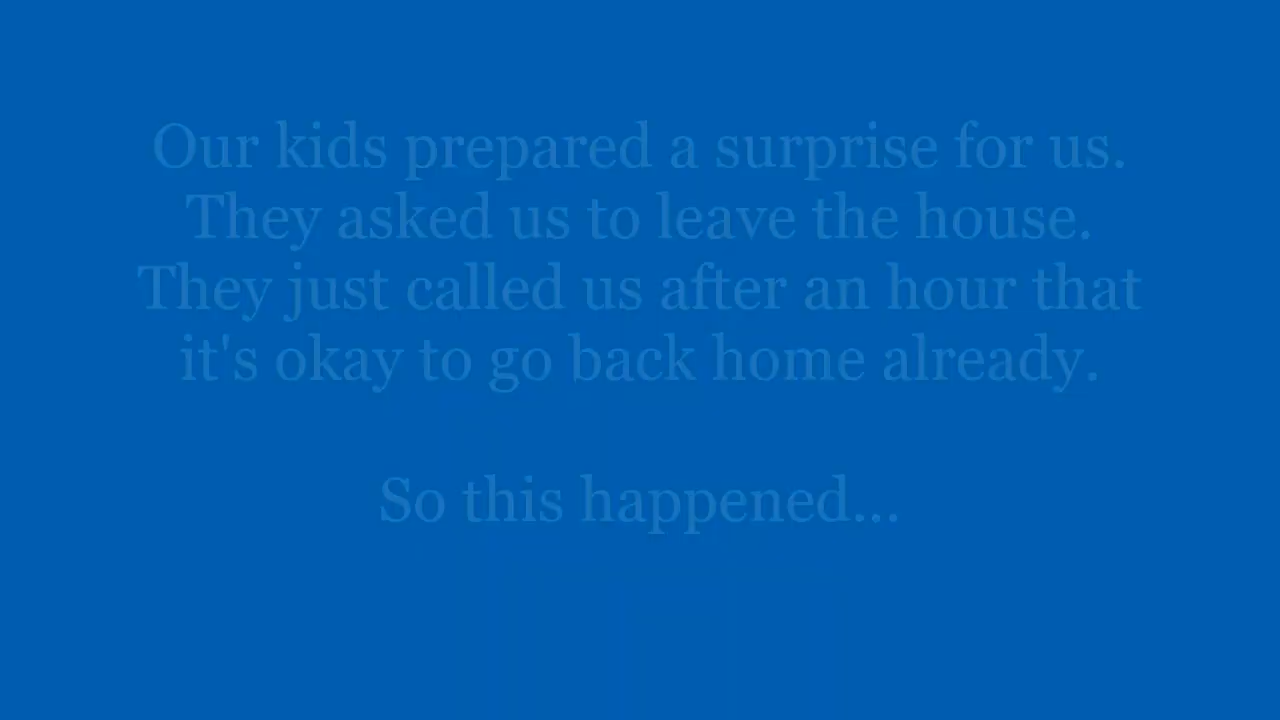 Our kids prepared a surprise for us.
They asked us to leave the house.
They just called us after an hour that
it's okay to go back home already.
So this happened...